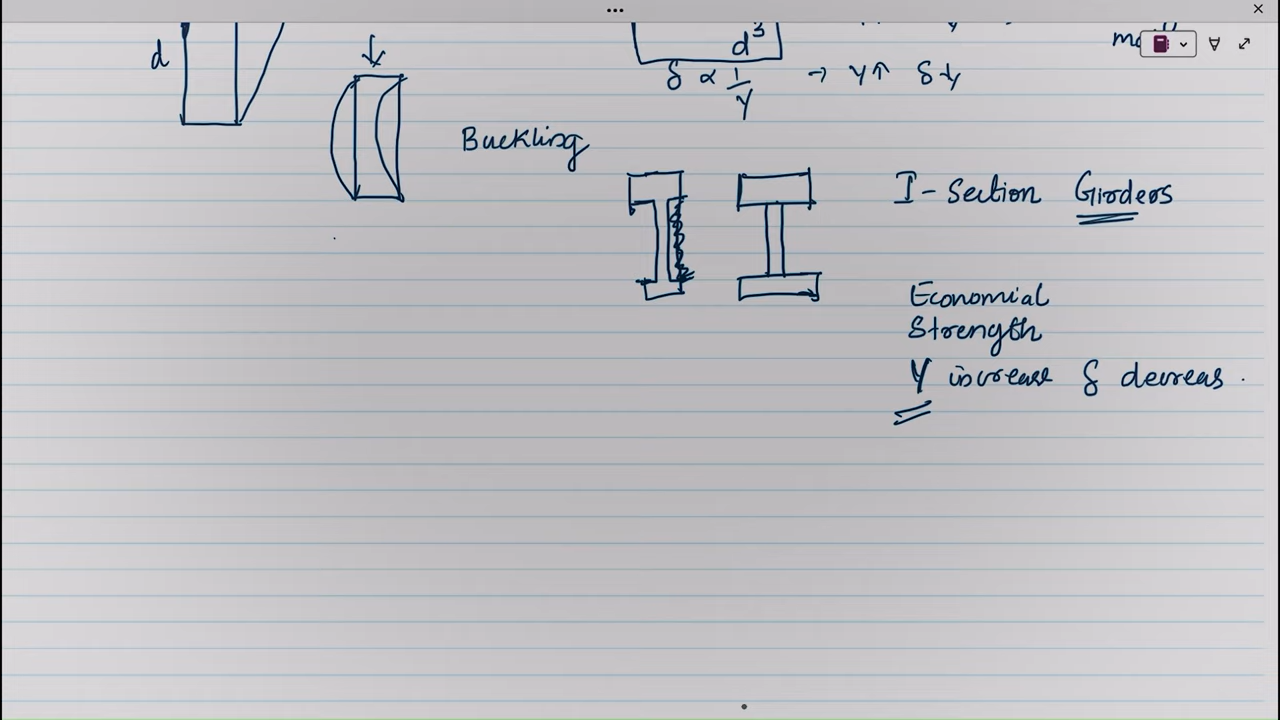 d
d³
δ ∝ 1/Y → Y↑ δ↓
Buckling
I-Section Girders
Economial
Strength
Y increase δ decreas.